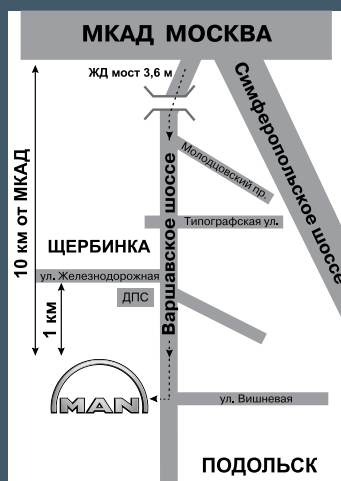 МКАД МОСКВА
ЖД мост 3,6 м
Симферопольское шоссе
Молодцовский пр.
10 км от МКАД
Варшавское шоссе
Типографская ул.
ЩЕРБИНКА
ул. Железнодорожная
ДПС
1 км
MAN
ул. Вишневая
ПОДОЛЬСК